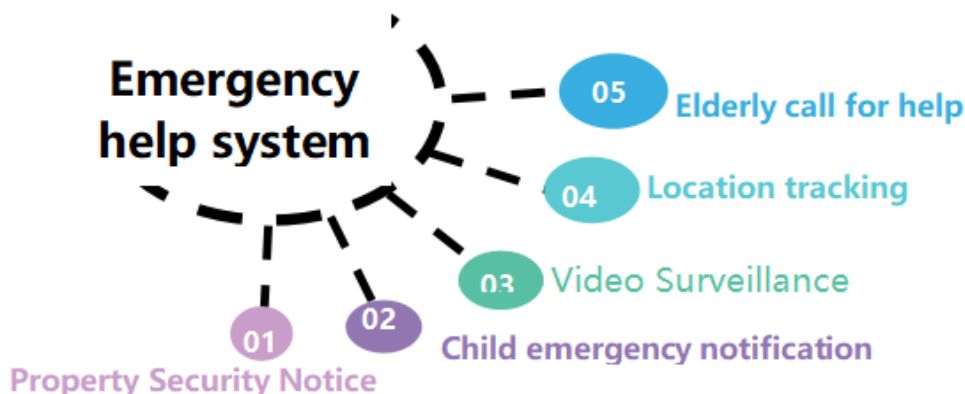 Emergency
help system
05
Elderly call for help
04
Location tracking
03
Video Surveillance
02
Child emergency notification
01
Property Security Notice